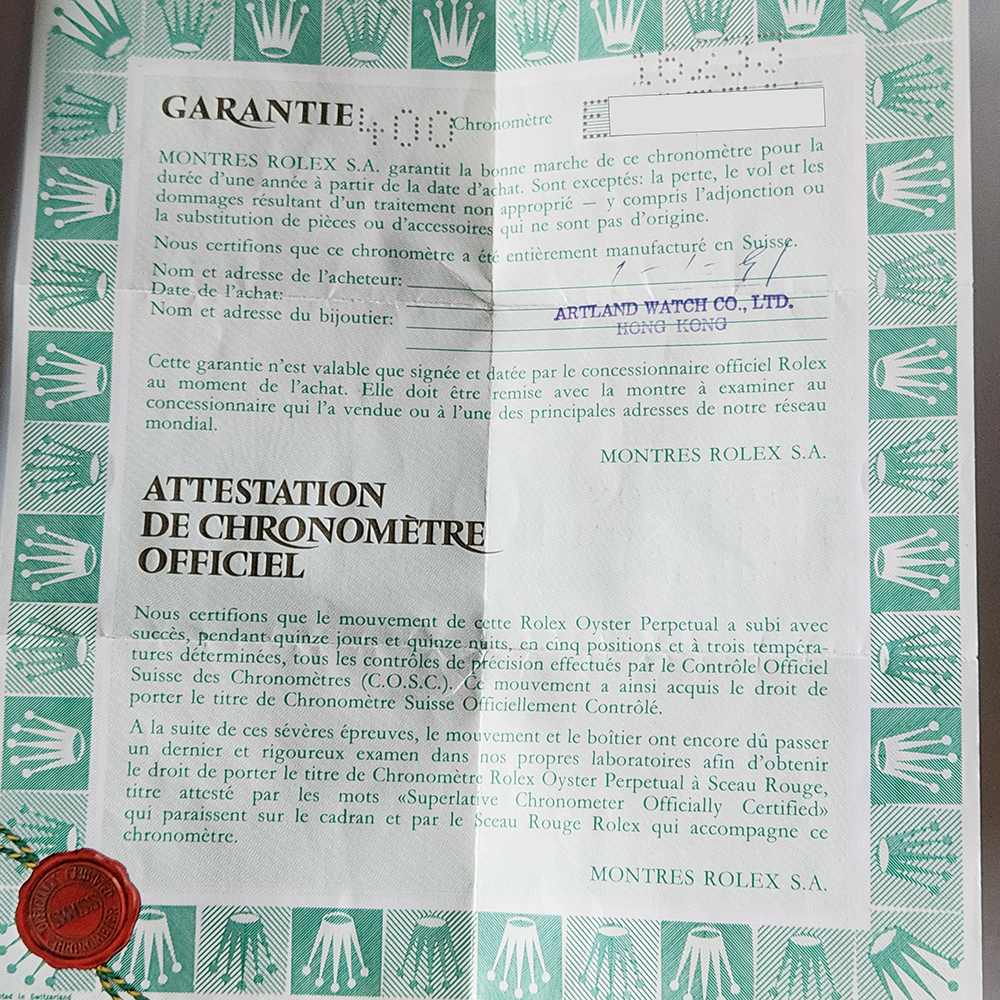 16233
GARANTIE 400 Chronomètre
MONTRES ROLEX S.A. garantit la bonne marche de ce chronomètre pour la
durée d'une année à partir de la date d'achat. Sont exceptés: la perte, le vol et les
dommages résultant d'un traitement non approprié — y compris l'adjonction ou
la substitution de pièces ou d'accessoires qui ne sont pas d'origine.
Nous certifions que ce chronomètre a été entièrement manufacturé en Suisse.
Nom et adresse de l'acheteur:
Date de l'achat:
Nom et adresse du bijoutier:
ARTLAND WATCH CO., LTD.
HONG KONG
Cette garantie n'est valable que signée et datée par le concessionnaire officiel Rolex
au moment de l'achat. Elle doit être remise avec la montre à examiner au
concessionnaire qui l'a vendue ou à l'une des principales adresses de notre réseau
mondial.
MONTRES ROLEX S.A.
ATTESTATION
DE CHRONOMÈTRE
OFFICIEL
Nous certifions que le mouvement de cette Rolex Oyster Perpetual a subi avec
succès, pendant quinze jours et quinze nuits, en cinq positions et à trois tempéra-
tures déterminées, tous les contrôles de précision effectués par le Contrôle Officiel
Suisse des Chronomètres (C.O.S.C.). Ce mouvement a ainsi acquis le droit de
porter le titre de Chronomètre Suisse Officiellement Contrôlé.
A la suite de ces sévères épreuves, le mouvement et le boîtier ont encore dû passer
un dernier et rigoureux examen dans nos propres laboratoires afin d'obtenir
le droit de porter le titre de Chronomètre Rolex Oyster Perpetual à Sceau Rouge,
titre attesté par les mots «Superlative Chronometer Officially Certified»
qui paraissent sur le cadran et par le Sceau Rouge Rolex qui accompagne ce
chronomètre.
MONTRES ROLEX S.A.
OFFICIALLY CERTIFIED
SWISS
CHRONOMETER
in Switzerland